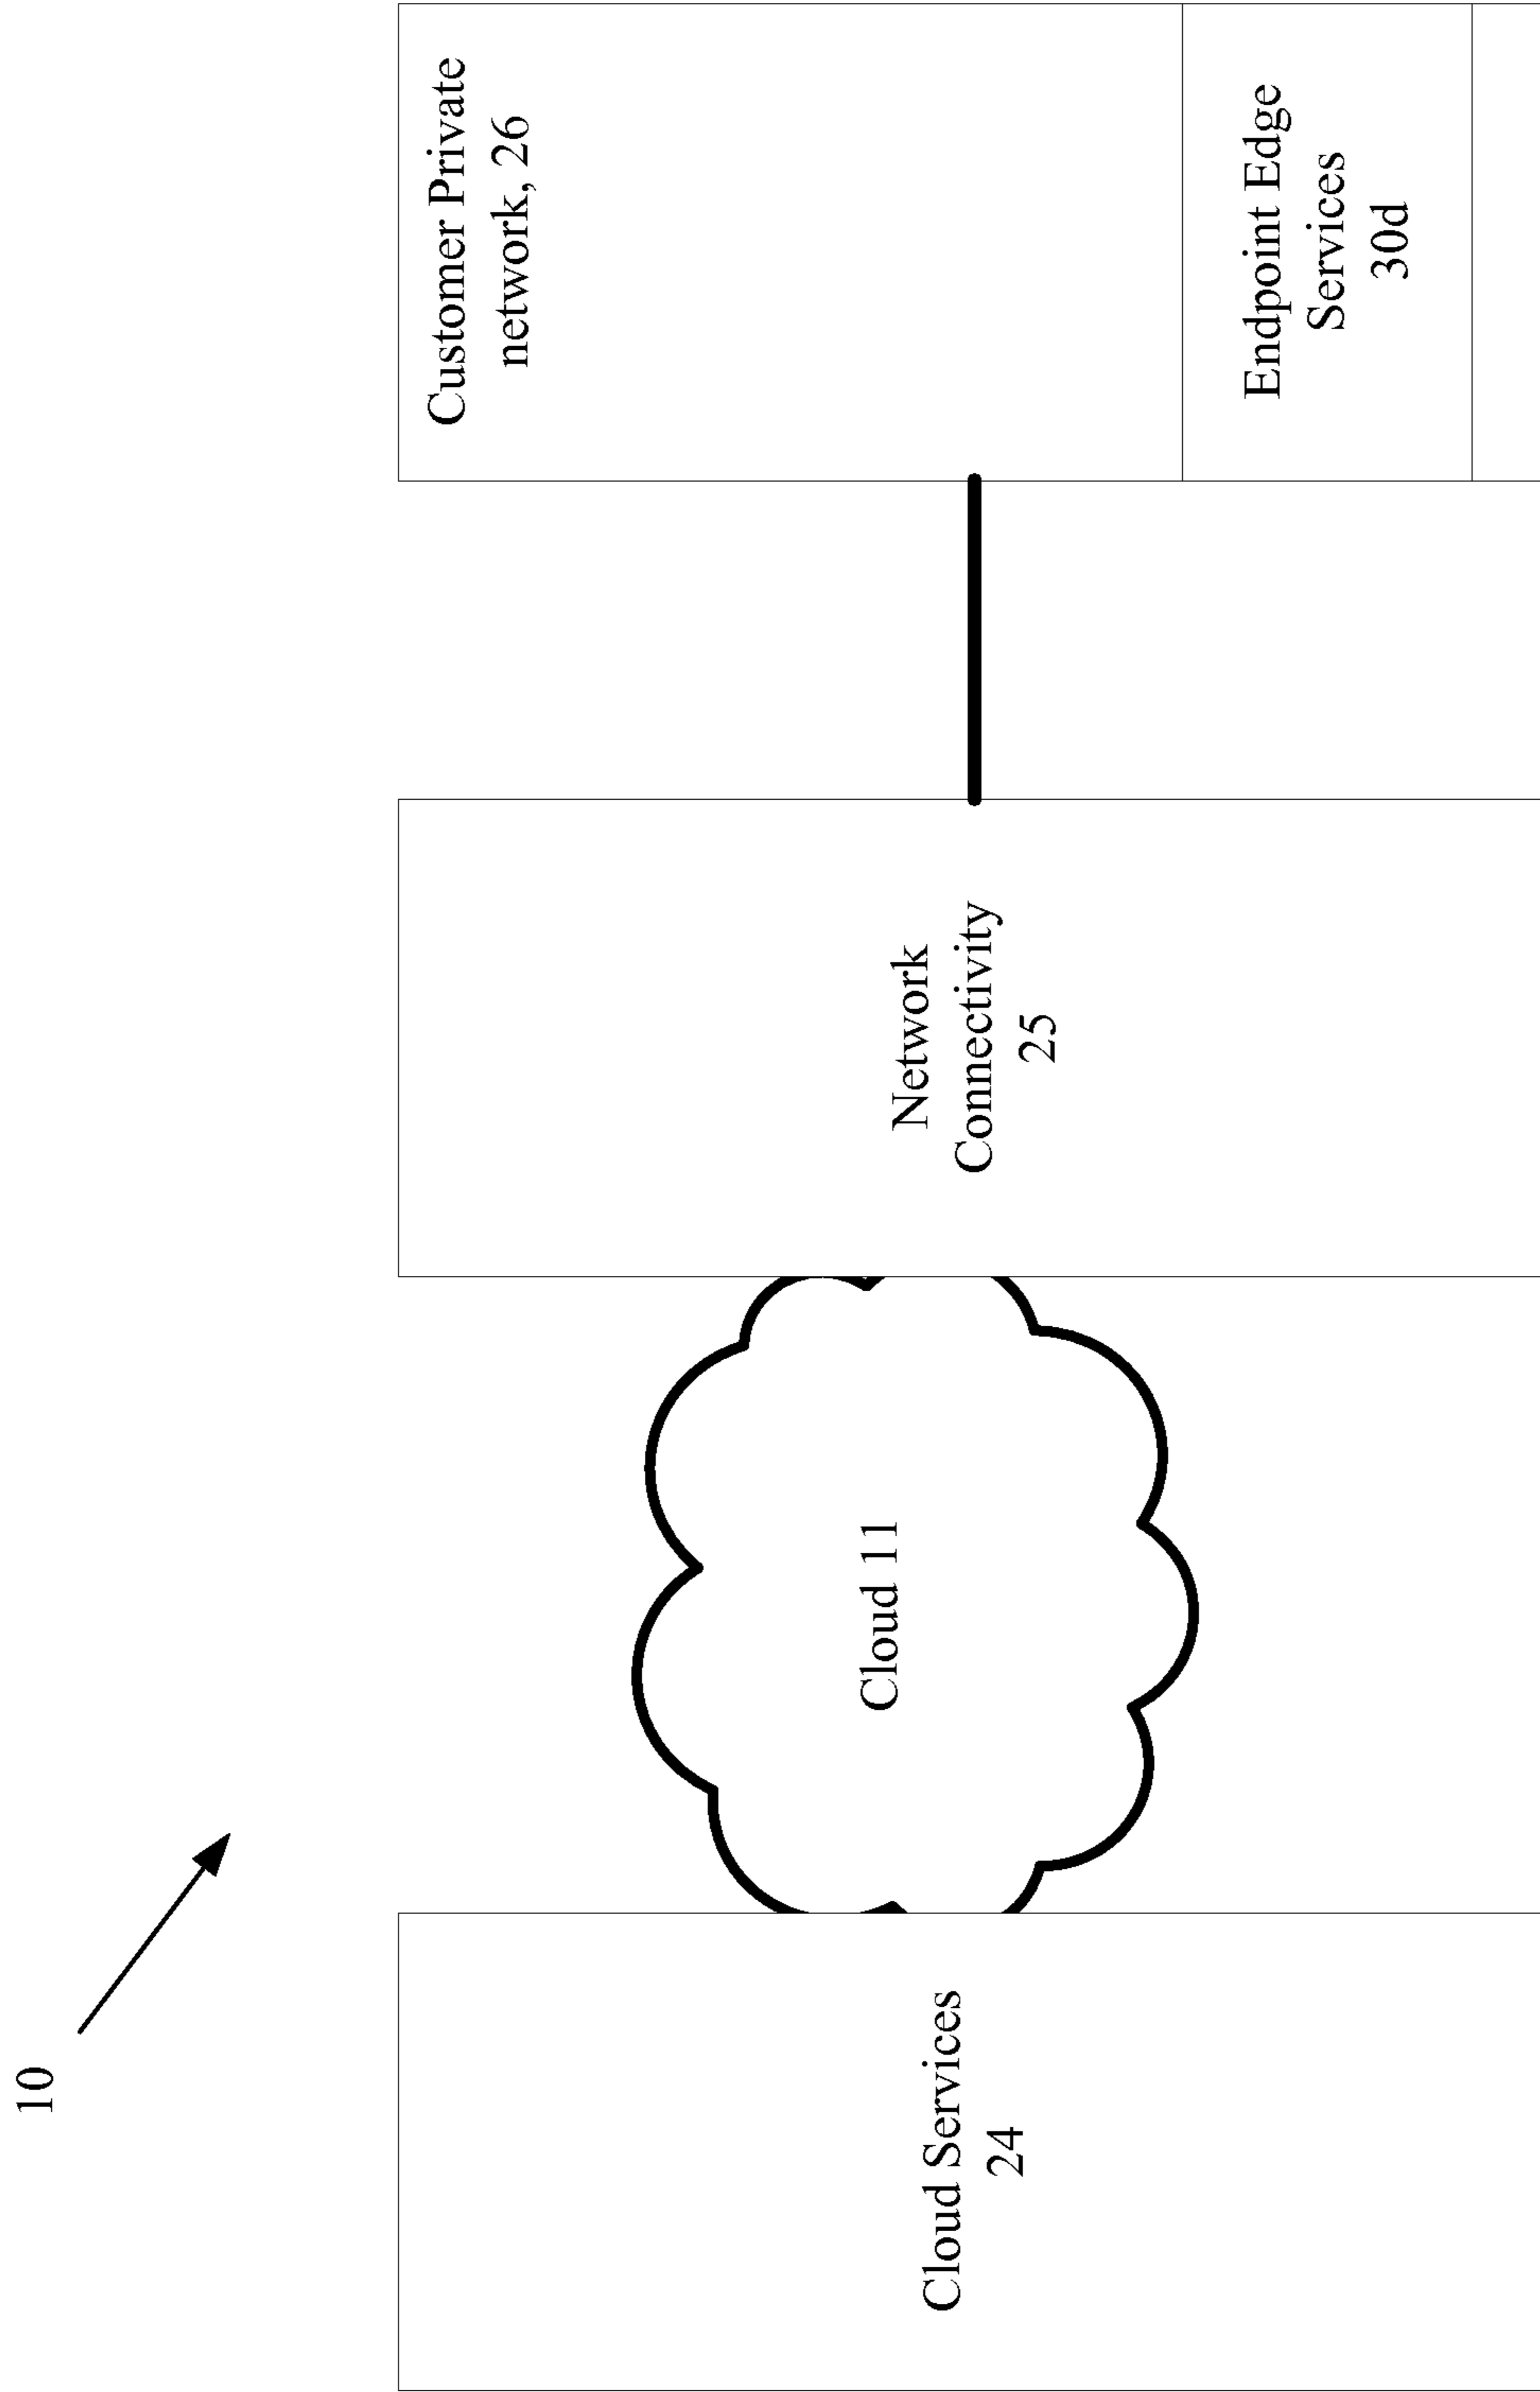 10
Cloud Services
24
Cloud 11
Network
Connectivity
25
Customer Private
network, 26
Endpoint Edge
Services
30d